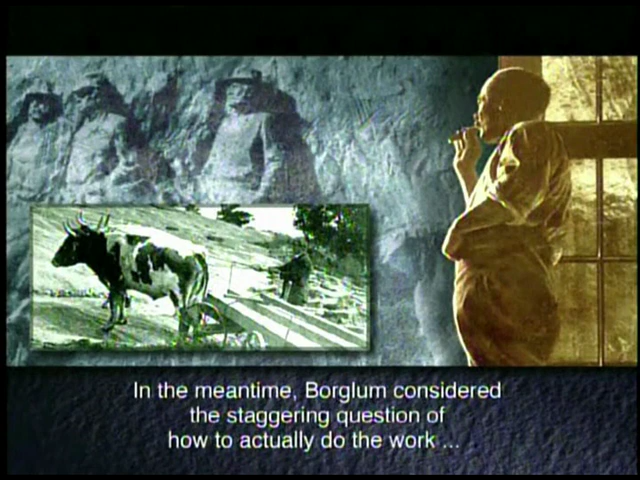 In the meantime, Borglum considered
the staggering question of
how to actually do the work ...